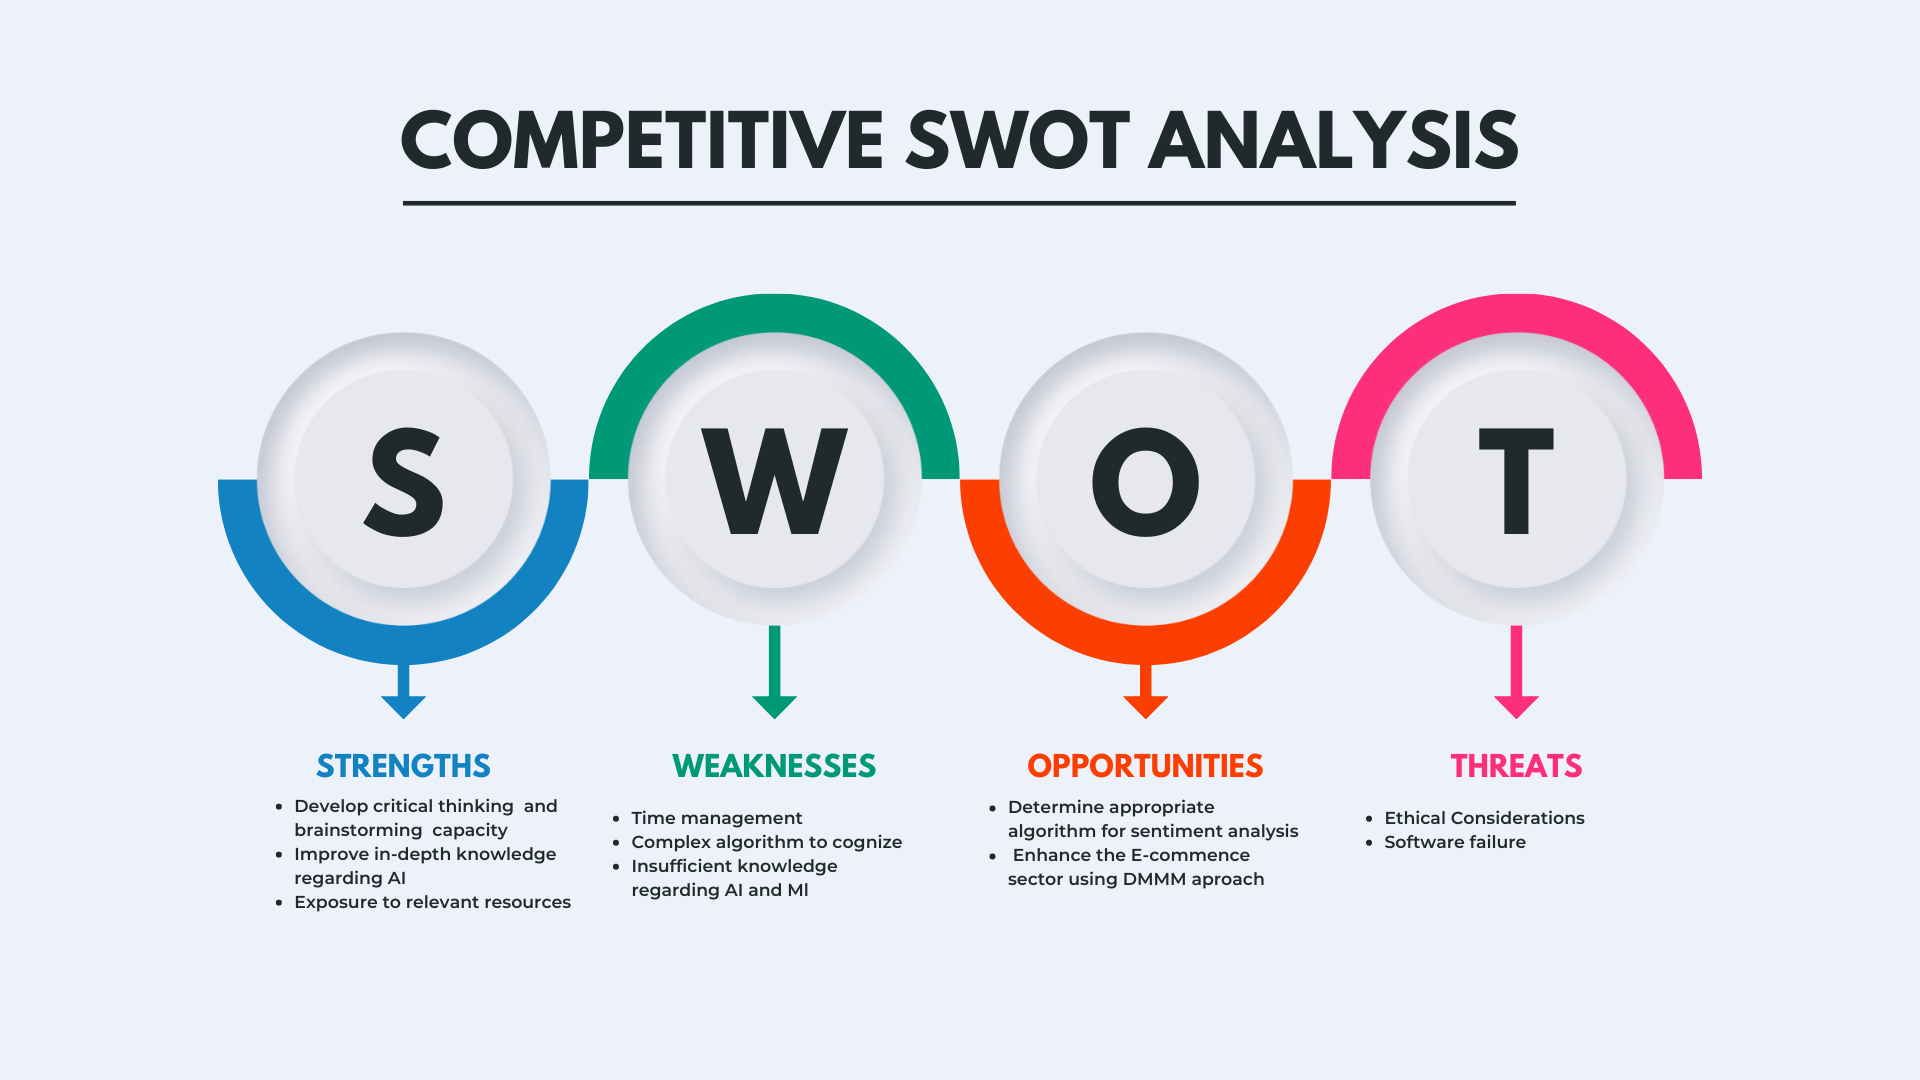 COMPETITIVE SWOT ANALYSIS
S
W
O
T
STRENGTHS
Develop critical thinking  and
brainstorming  capacity
Improve in-depth knowledge
regarding AI
Exposure to relevant resources
WEAKNESSES
Time management
Complex algorithm to cognize
Insufficient knowledge
regarding AI and Ml
OPPORTUNITIES
Determine appropriate
algorithm for sentiment analysis
Enhance the E-commence
sector using DMMM aproach
THREATS
Ethical Considerations
Software failure